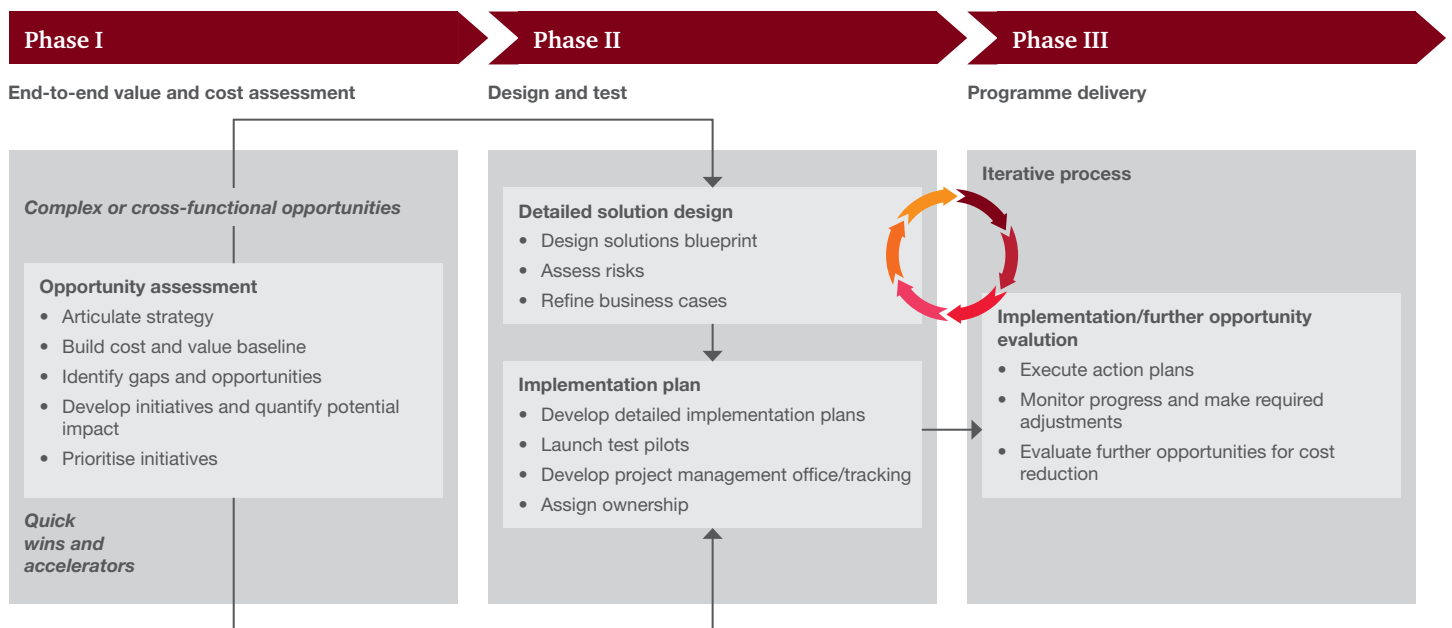 Phase I
Phase II
Phase III
End-to-end value and cost assessment
Design and test
Programme delivery
Complex or cross-functional opportunities
Opportunity assessment
• Articulate strategy
• Build cost and value baseline
• Identify gaps and opportunities
• Develop initiatives and quantify potential
impact
• Prioritise initiatives
Quick
wins and
accelerators
Detailed solution design
• Design solutions blueprint
• Assess risks
• Refine business cases
Implementation plan
• Develop detailed implementation plans
• Launch test pilots
• Develop project management office/tracking
• Assign ownership
Iterative process
Implementation/further opportunity
evalution
• Execute action plans
• Monitor progress and make required
adjustments
• Evaluate further opportunities for cost
reduction